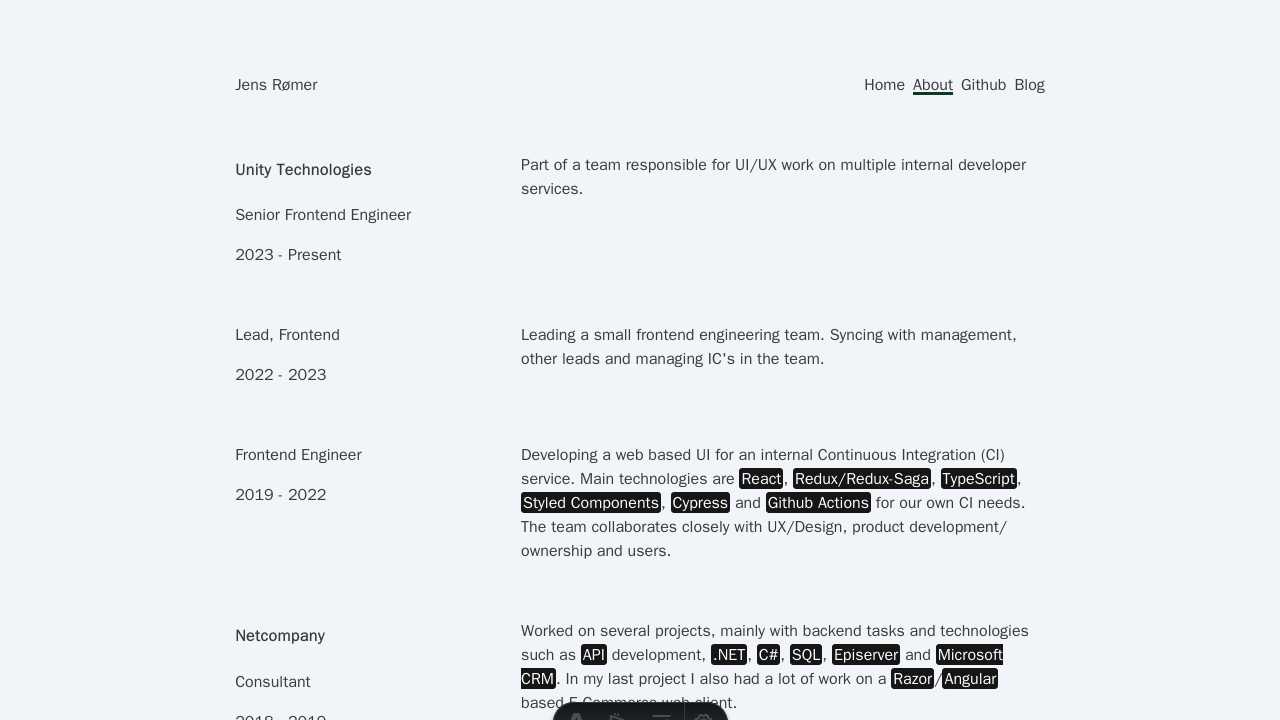 Jens Rømer
Home About Github Blog
Unity Technologies
Senior Frontend Engineer
2023 - Present
Part of a team responsible for UI/UX work on multiple internal developer
services.
Lead, Frontend
2022 - 2023
Leading a small frontend engineering team. Syncing with management,
other leads and managing IC's in the team.
Frontend Engineer
2019 - 2022
Developing a web based UI for an internal Continuous Integration (CI)
service. Main technologies are React, Redux/Redux-Saga, TypeScript,
Styled Components, Cypress and Github Actions for our own CI needs.
The team collaborates closely with UX/Design, product development/
ownership and users.
Netcompany
Consultant
2018 - 2019
Worked on several projects, mainly with backend tasks and technologies
such as API development, .NET, C#, SQL, Episerver and Microsoft
CRM. In my last project I also had a lot of work on a Razor/Angular
based E-Commerce web client.